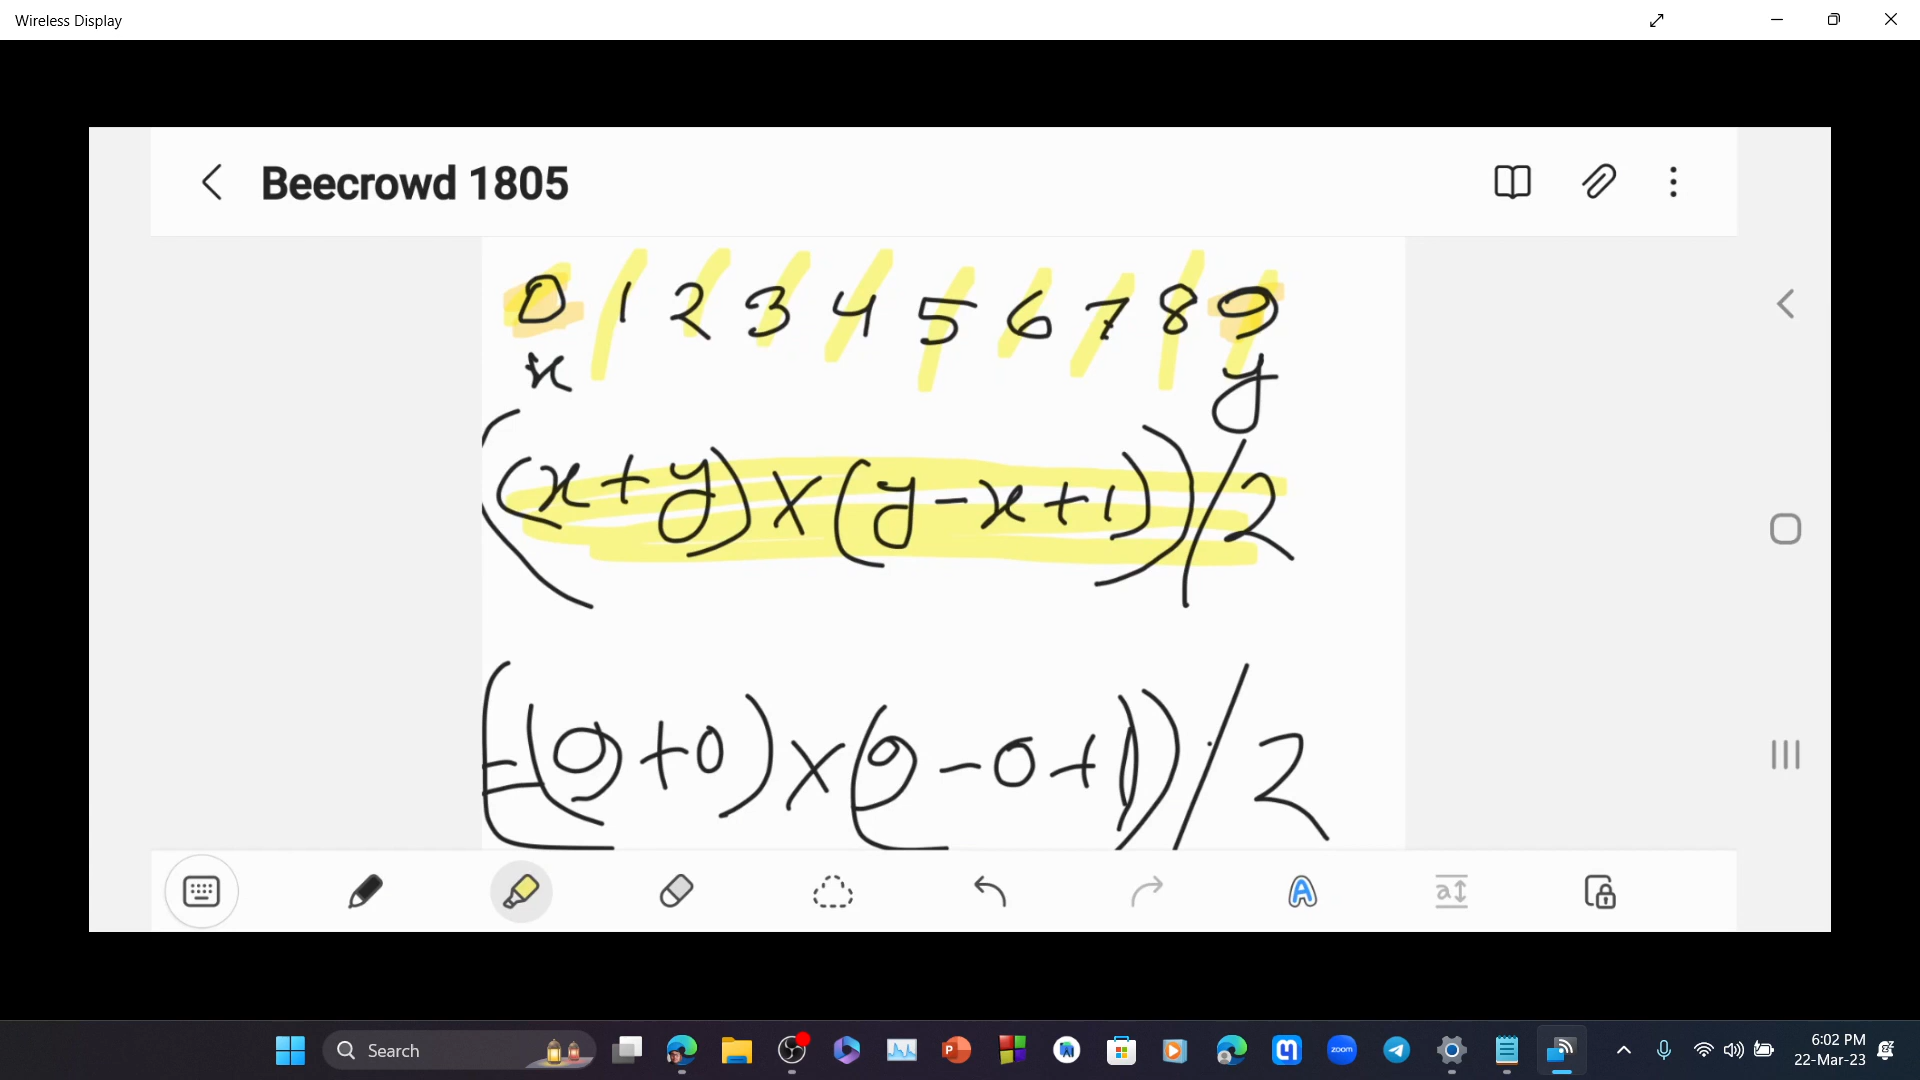 Wireless Display
Beecrowd 1805
0 1 2 3 4 5 6 7 8 9
x y
((x+y)×(y-x+1))/2
=((9+0)×(9-0+1))/2
Search
zoom
6:02 PM
22-Mar-23